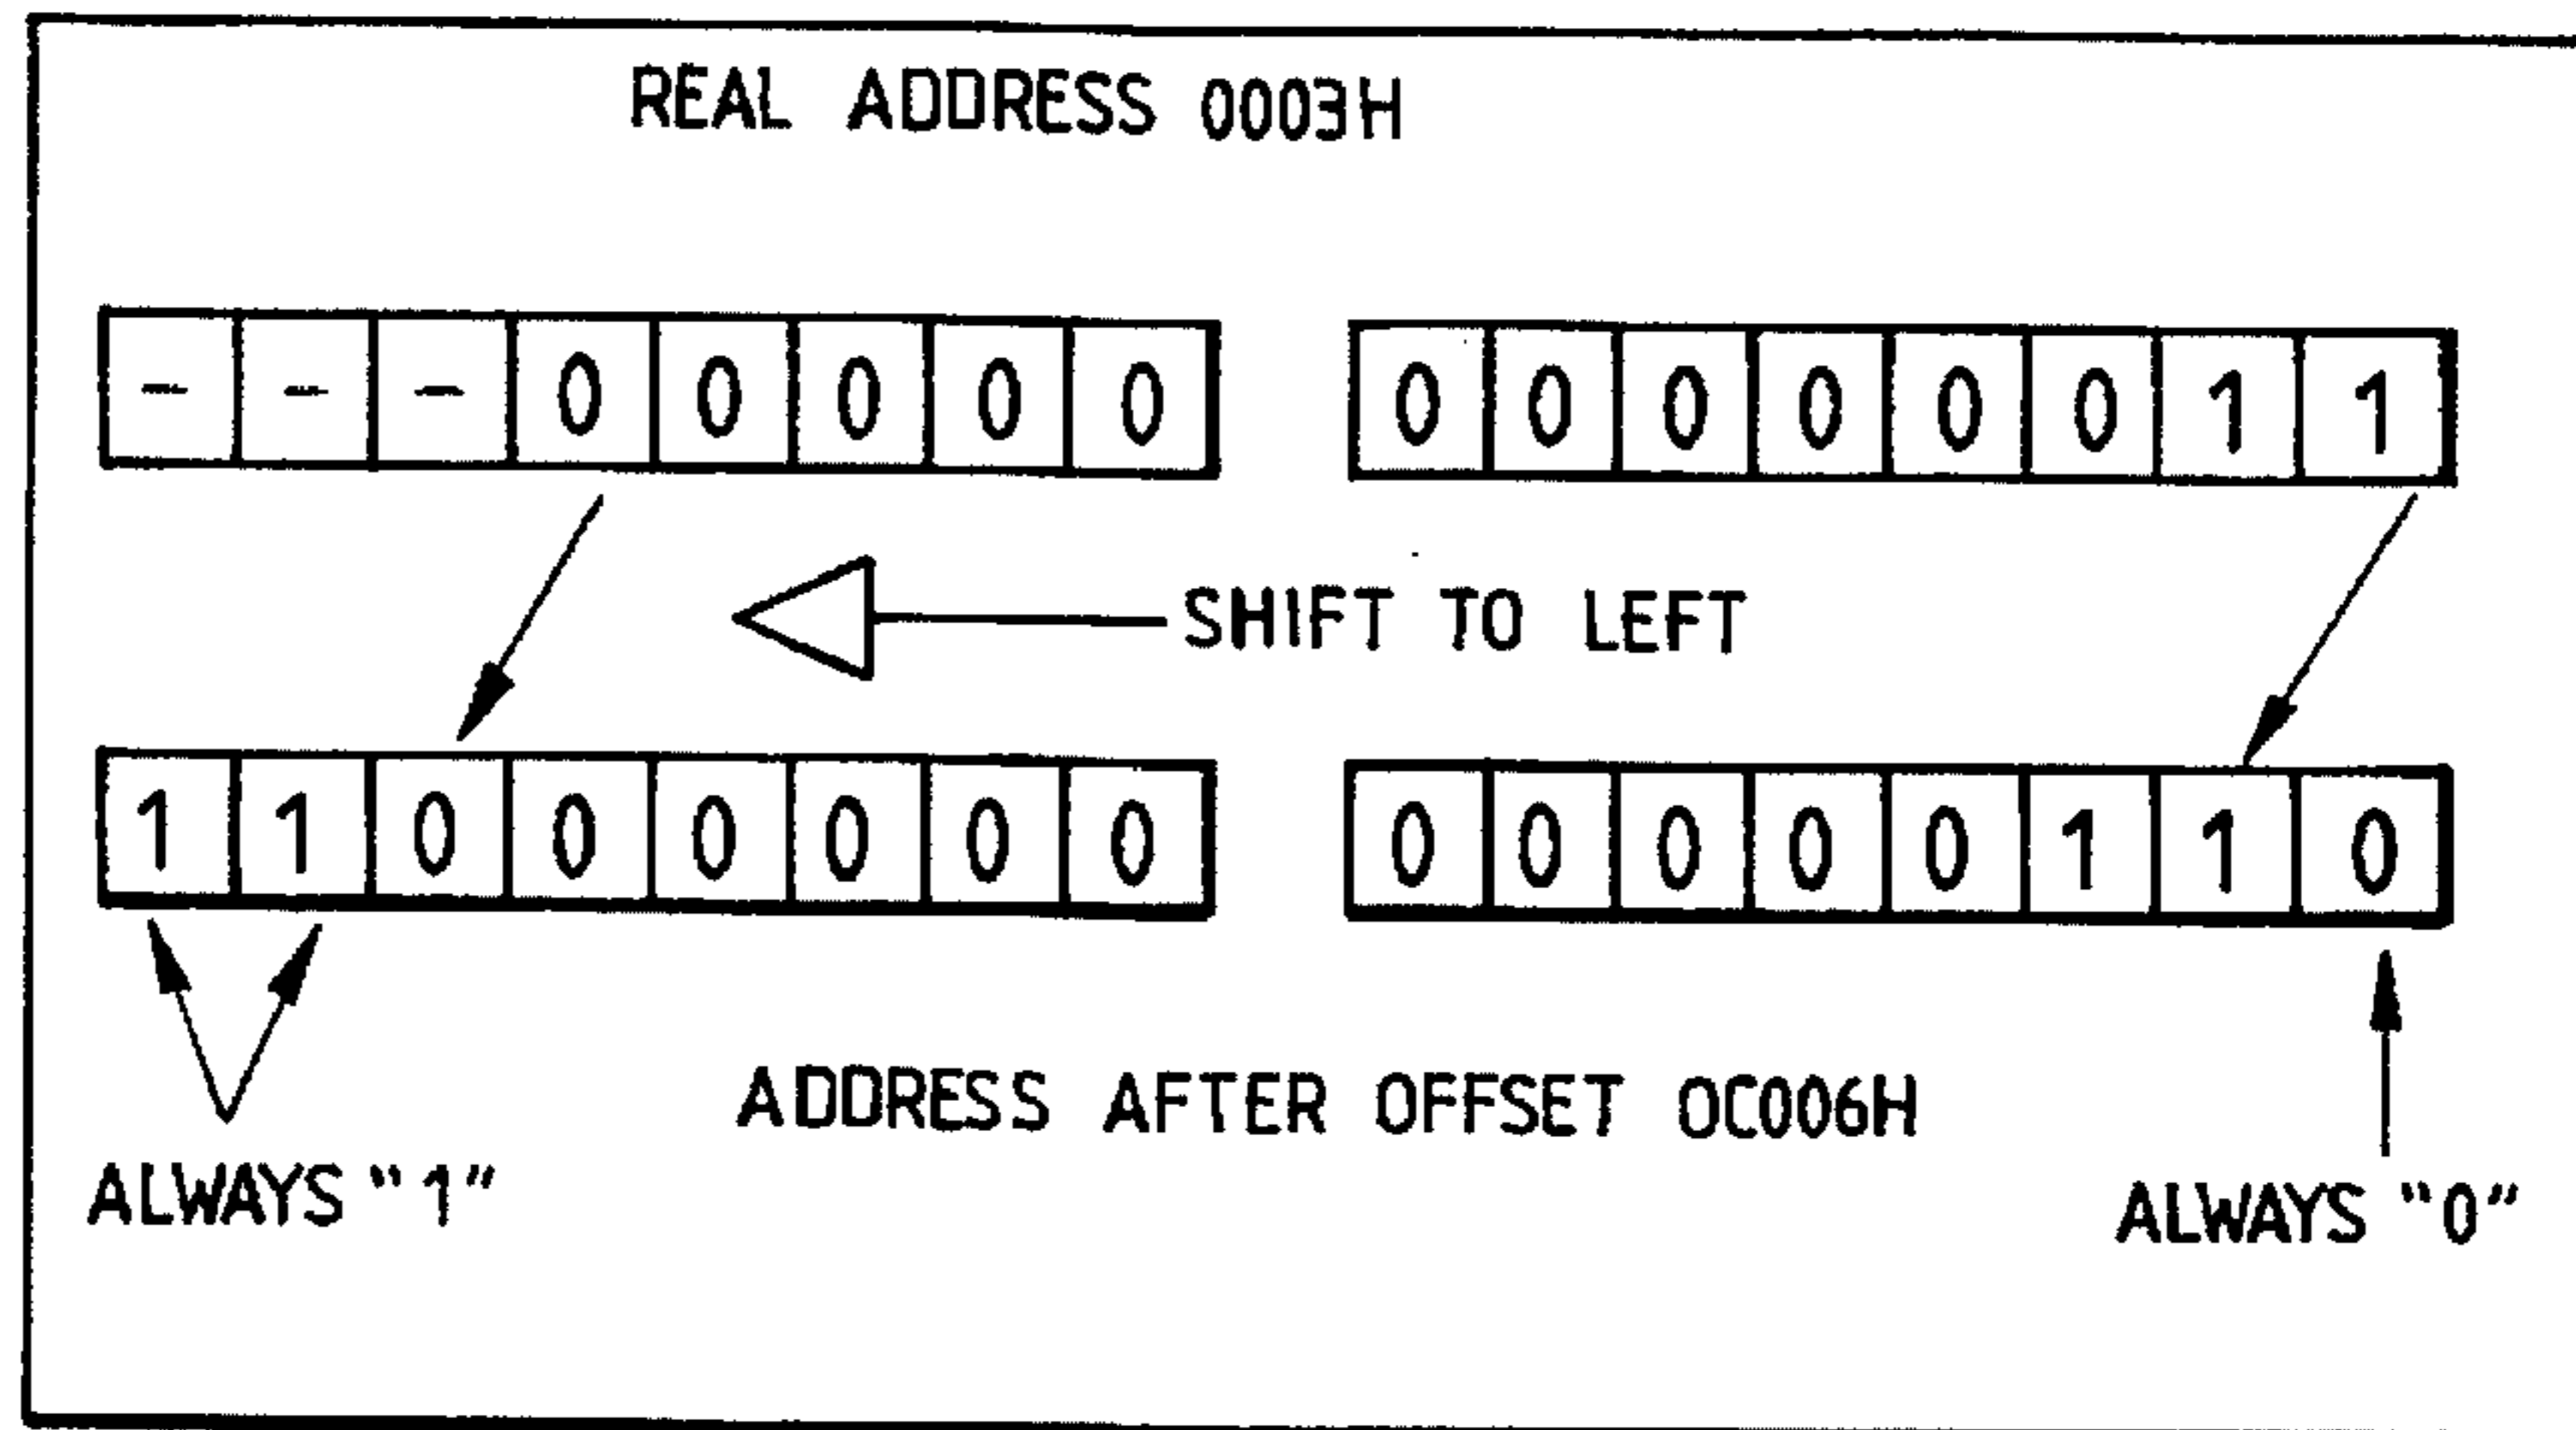 REAL ADDRESS 0003H
- - - 0 0 0 0 0 0 0 0 0 0 0 1 1
SHIFT TO LEFT
1 1 0 0 0 0 0 0 0 0 0 0 0 1 1 0
ADDRESS AFTER OFFSET 0C006H
ALWAYS "1"
ALWAYS "0"